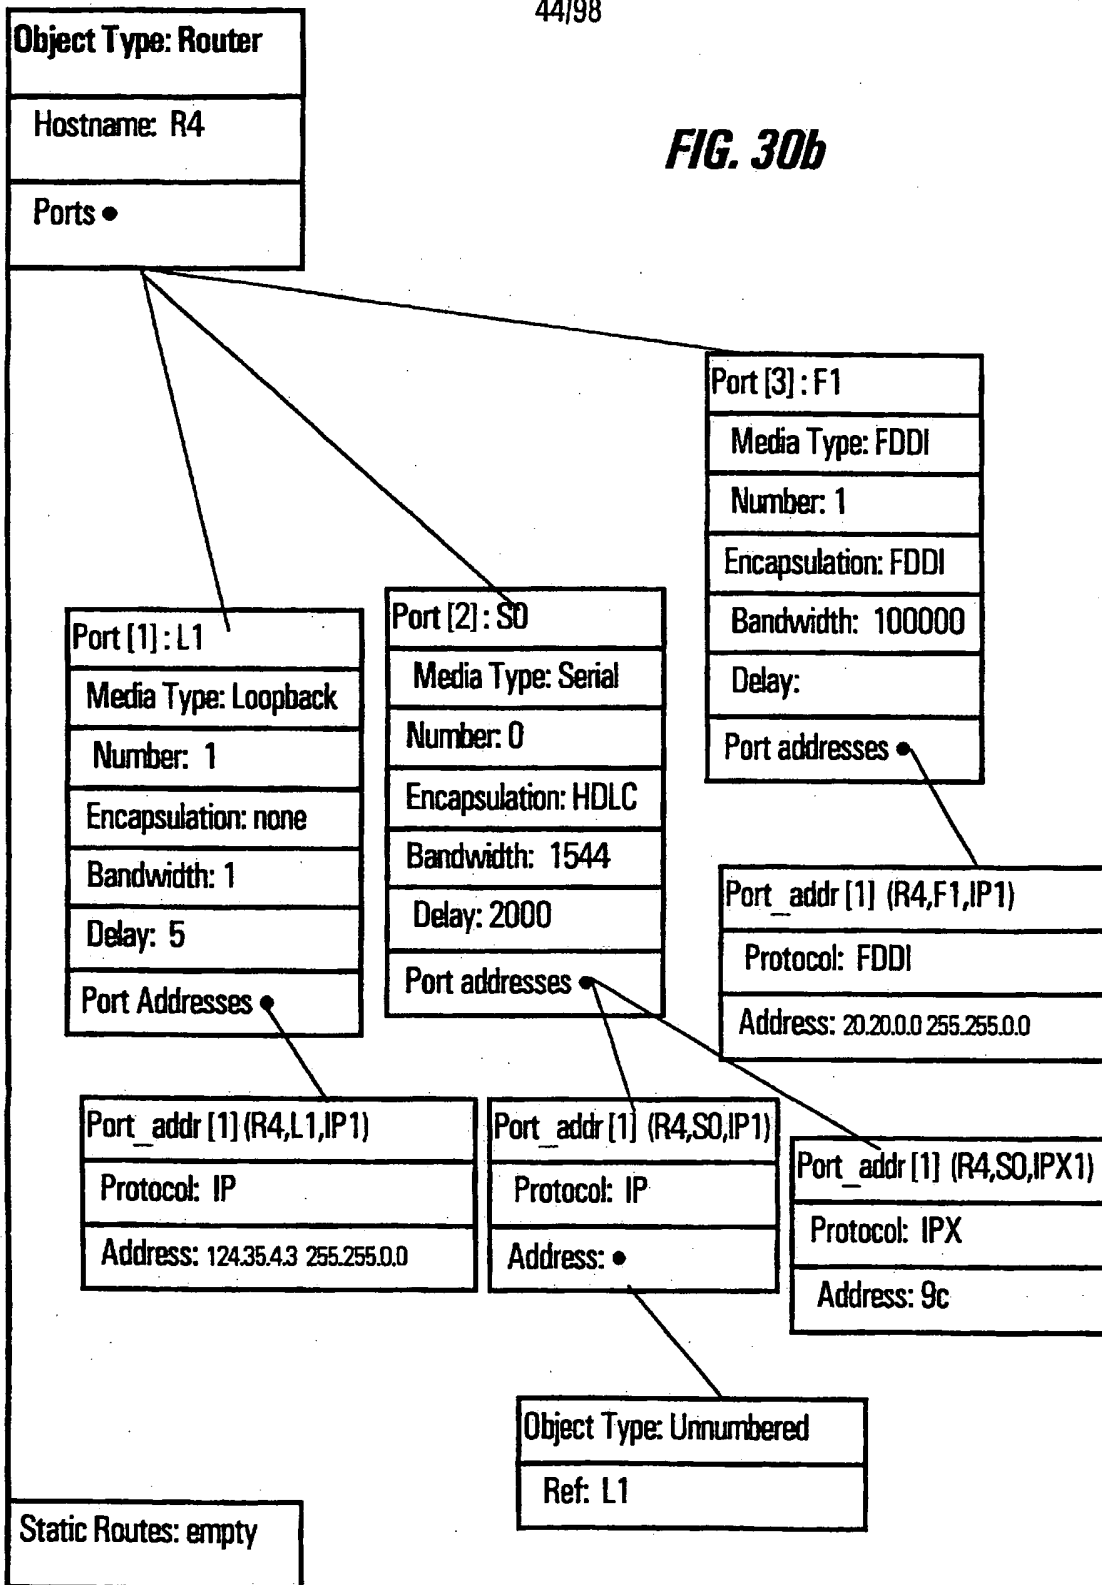 44/98
Object Type: Router
Hostname: R4
Ports
FIG. 30b
Port [3] : F1
Media Type: FDDI
Number: 1
Encapsulation: FDDI
Bandwidth: 100000
Delay:
Port addresses
Port [1] : L1
Media Type: Loopback
Number: 1
Encapsulation: none
Bandwidth: 1
Delay: 5
Port Addresses
Port [2] : S0
Media Type: Serial
Number: 0
Encapsulation: HDLC
Bandwidth: 1544
Delay: 2000
Port addresses
Port_addr [1] (R4,F1,IP1)
Protocol: FDDI
Address: 20.20.0.0 255.255.0.0
Port_addr [1] (R4,L1,IP1)
Protocol: IP
Address: 124.35.4.3 255.255.0.0
Port_addr [1] (R4,S0,IP1)
Protocol: IP
Address:
Port_addr [1] (R4,S0,IPX1)
Protocol: IPX
Address: 9c
Object Type: Unnumbered
Ref: L1
Static Routes: empty